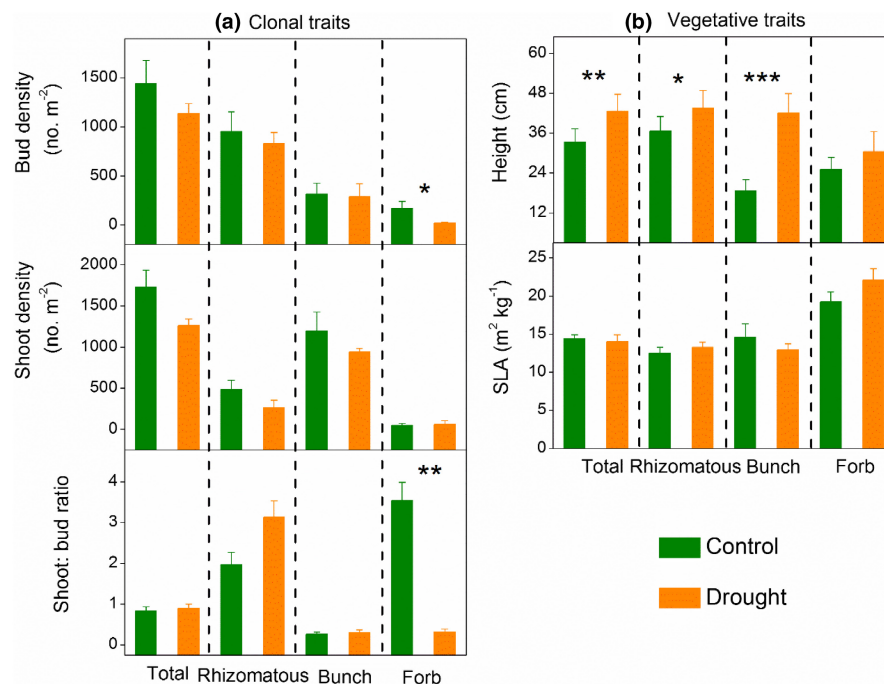 (a) Clonal traits
Bud density
(no. m⁻²)
1500
1000
500
0
*
Shoot density
(no. m⁻²)
2000
1500
1000
500
0
Shoot: bud ratio
4
3
2
1
0
**
Total Rhizomatous Bunch Forb
(b) Vegetative traits
Height (cm)
60
48
36
24
12
** * ***
SLA (m² kg⁻¹)
25
20
15
10
5
0
Total Rhizomatous Bunch Forb
Control
Drought